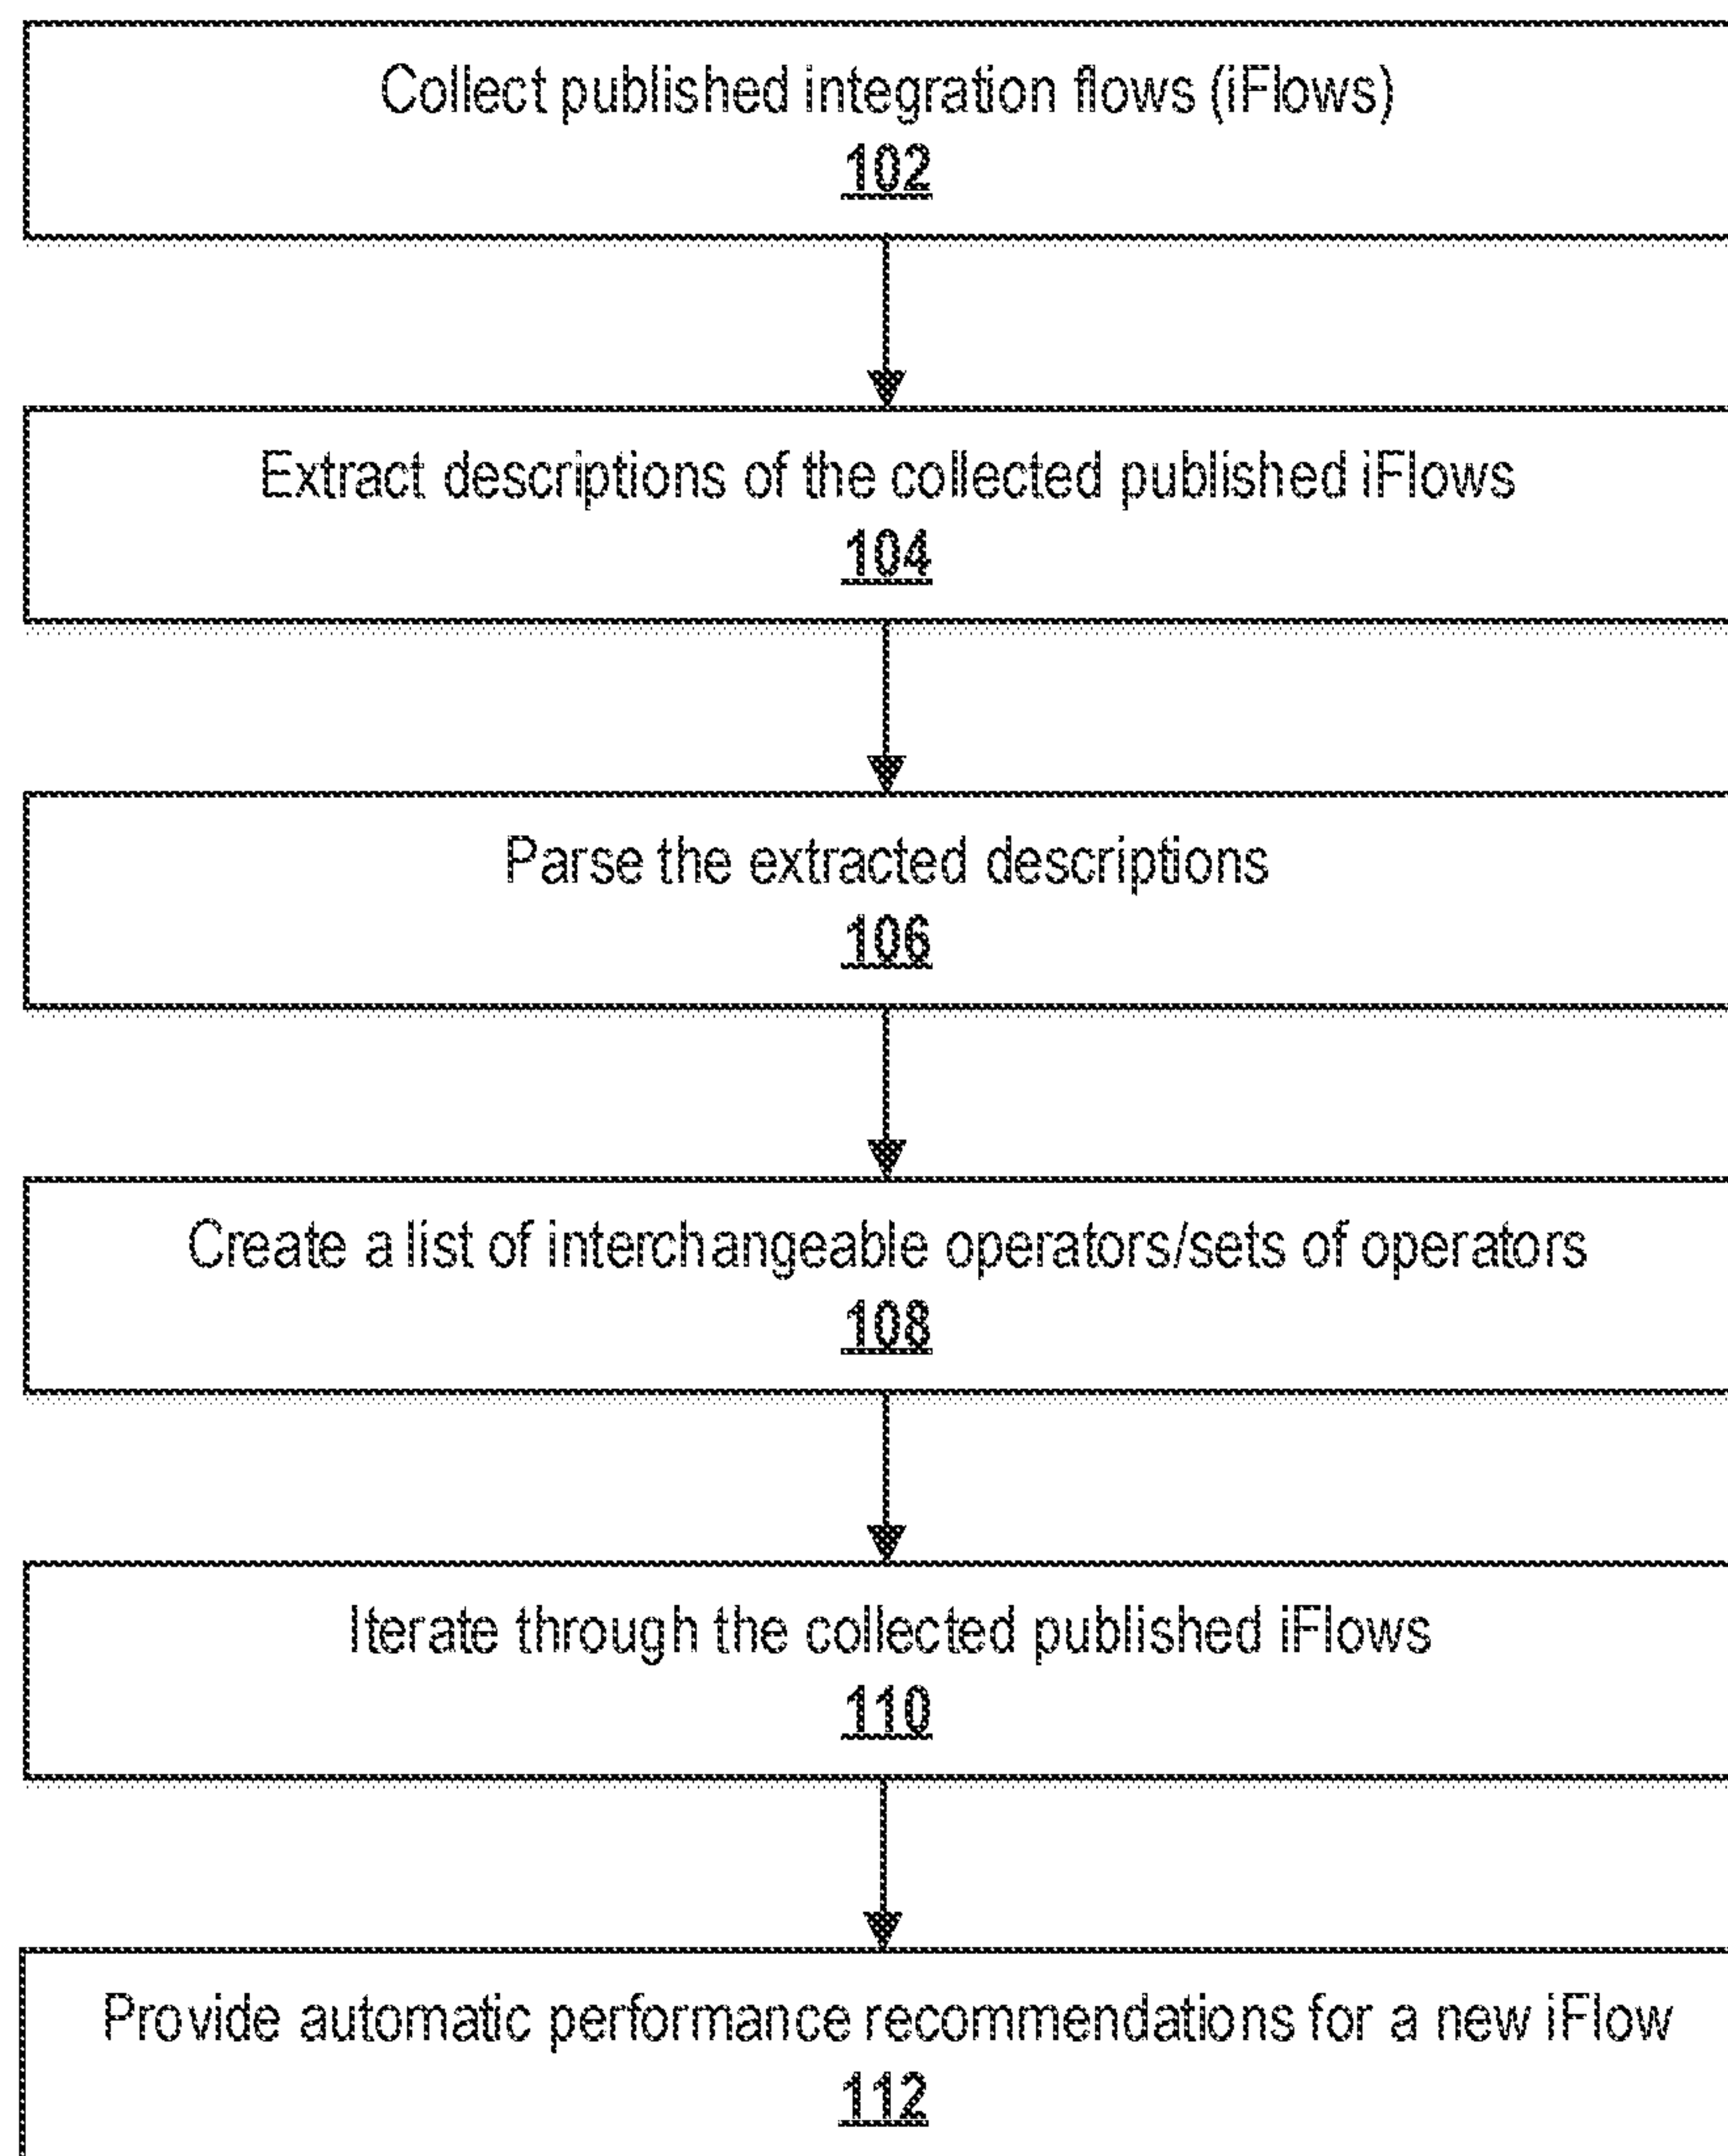 Collect published integration flows (iFlows)
102
Extract descriptions of the collected published iFlows
104
Parse the extracted descriptions
106
Create a list of interchangeable operators/sets of operators
108
Iterate through the collected published iFlows
110
Provide automatic performance recommendations for a new iFlow
112